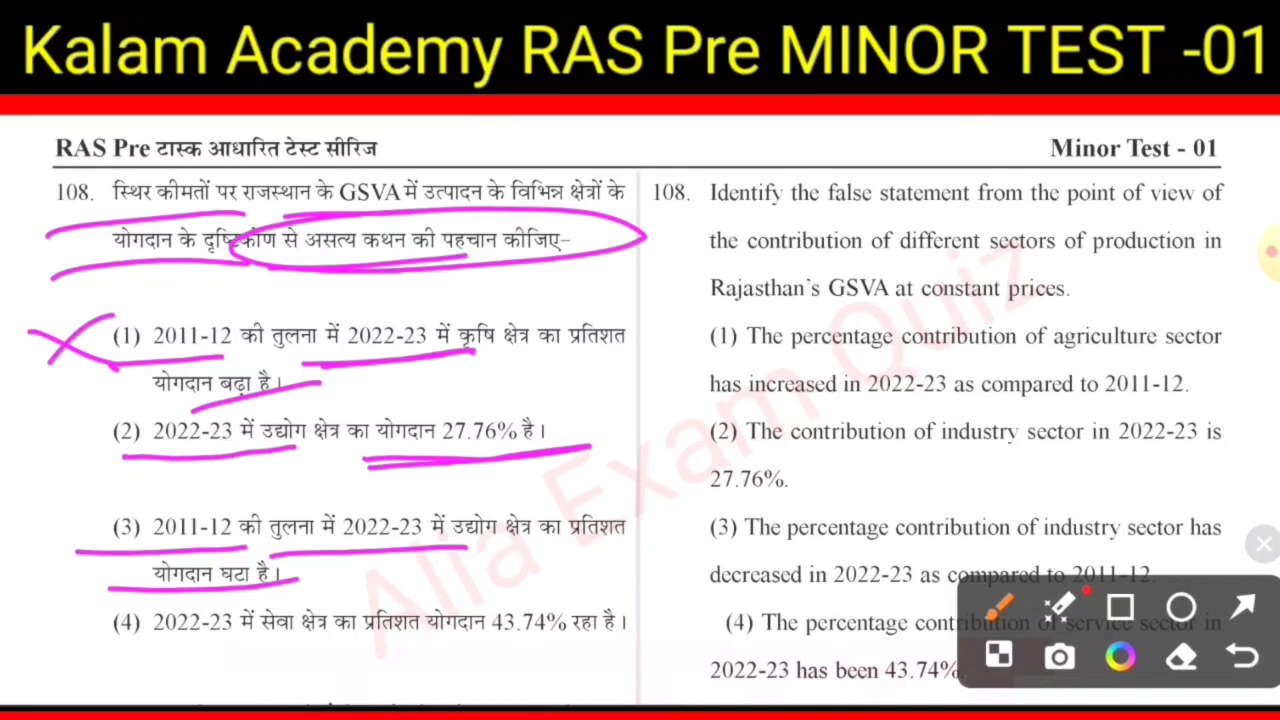 Kalam Academy RAS Pre MINOR TEST -01
RAS Pre टास्क आधारित टेस्ट सीरिज
Minor Test - 01
108. स्थिर कीमतों पर राजस्थान के GSVA में उत्पादन के विभिन्न क्षेत्रों के
योगदान के दृष्टिकोण से असत्य कथन की पहचान कीजिए–
(1) 2011-12 की तुलना में 2022-23 में कृषि क्षेत्र का प्रतिशत
योगदान बढ़ा है।
(2) 2022-23 में उद्योग क्षेत्र का योगदान 27.76% है।
(3) 2011-12 की तुलना में 2022-23 में उद्योग क्षेत्र का प्रतिशत
योगदान घटा है।
(4) 2022-23 में सेवा क्षेत्र का प्रतिशत योगदान 43.74% रहा है।
108. Identify the false statement from the point of view of
the contribution of different sectors of production in
Rajasthan's GSVA at constant prices.
(1) The percentage contribution of agriculture sector
has increased in 2022-23 as compared to 2011-12.
(2) The contribution of industry sector in 2022-23 is
27.76%.
(3) The percentage contribution of industry sector has
decreased in 2022-23 as compared to 2011-12.
(4) The percentage contribution of service sector in
2022-23 has been 43.74%.
Alia Exam Quiz